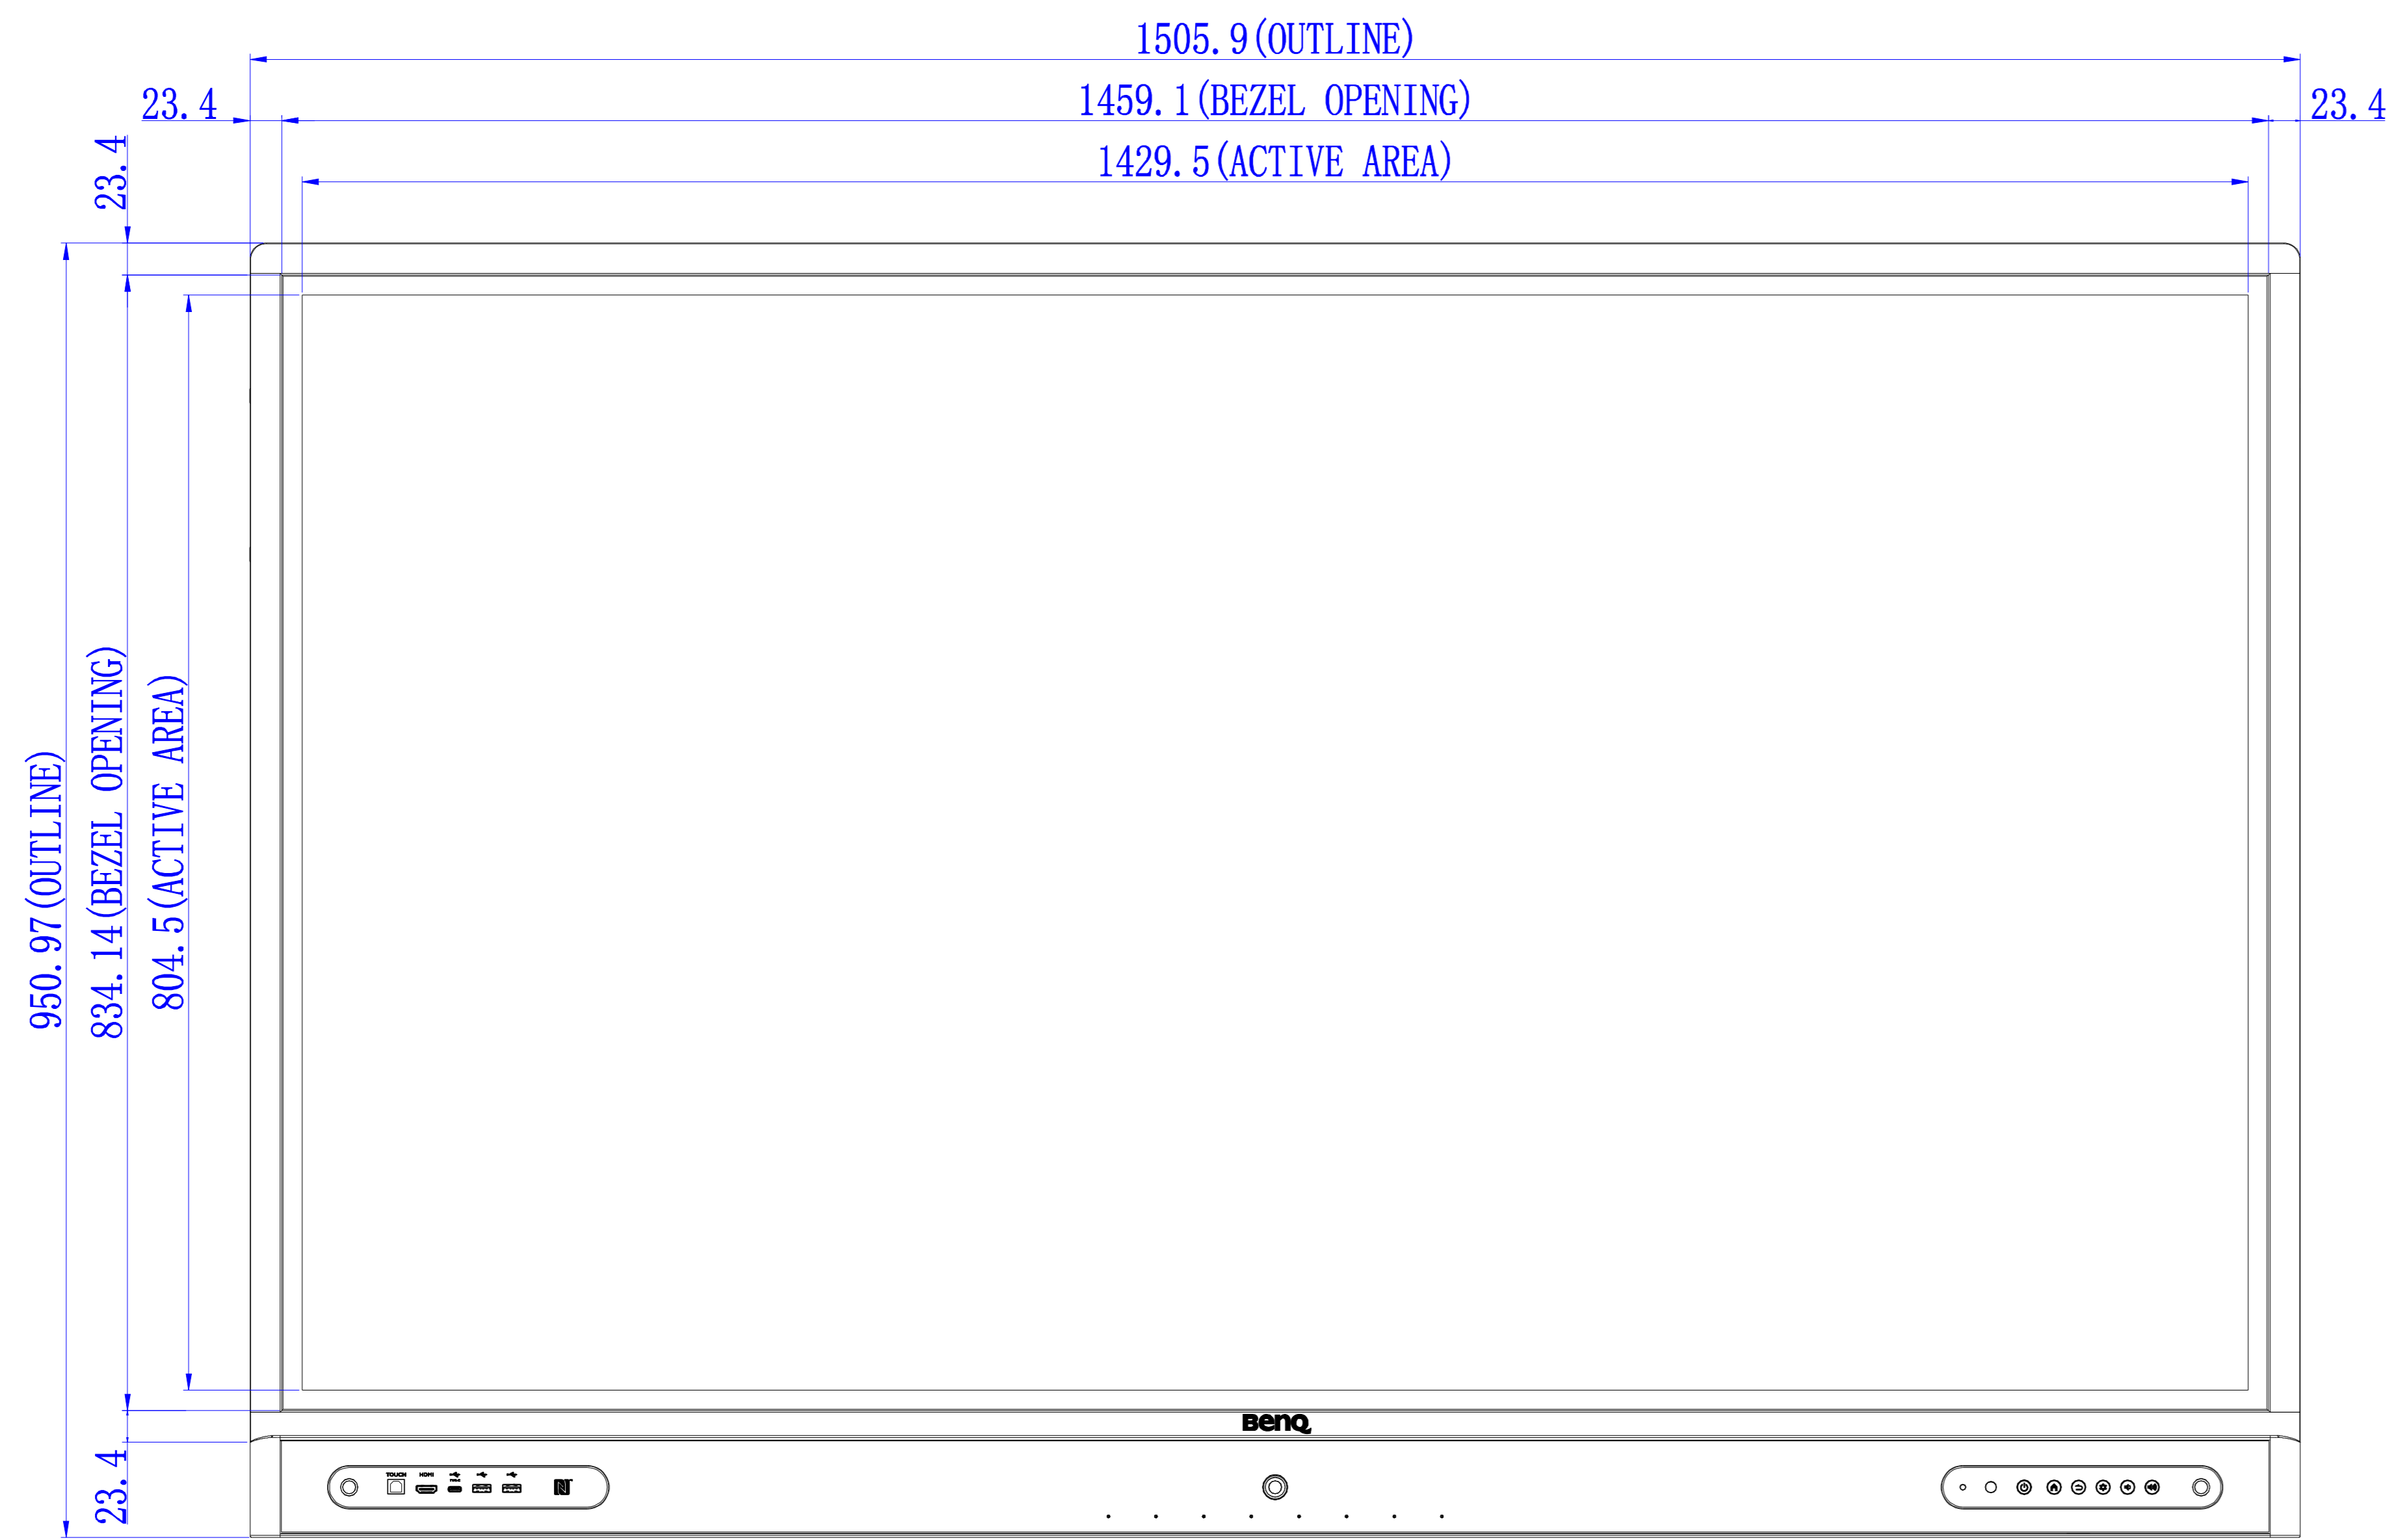 1505.9(OUTLINE)
23.4
1459.1(BEZEL OPENING)
23.4
1429.5(ACTIVE AREA)
23.4
950.97(OUTLINE)
834.14(BEZEL OPENING)
804.5(ACTIVE AREA)
23.4
BenQ
TOUCH HDMI